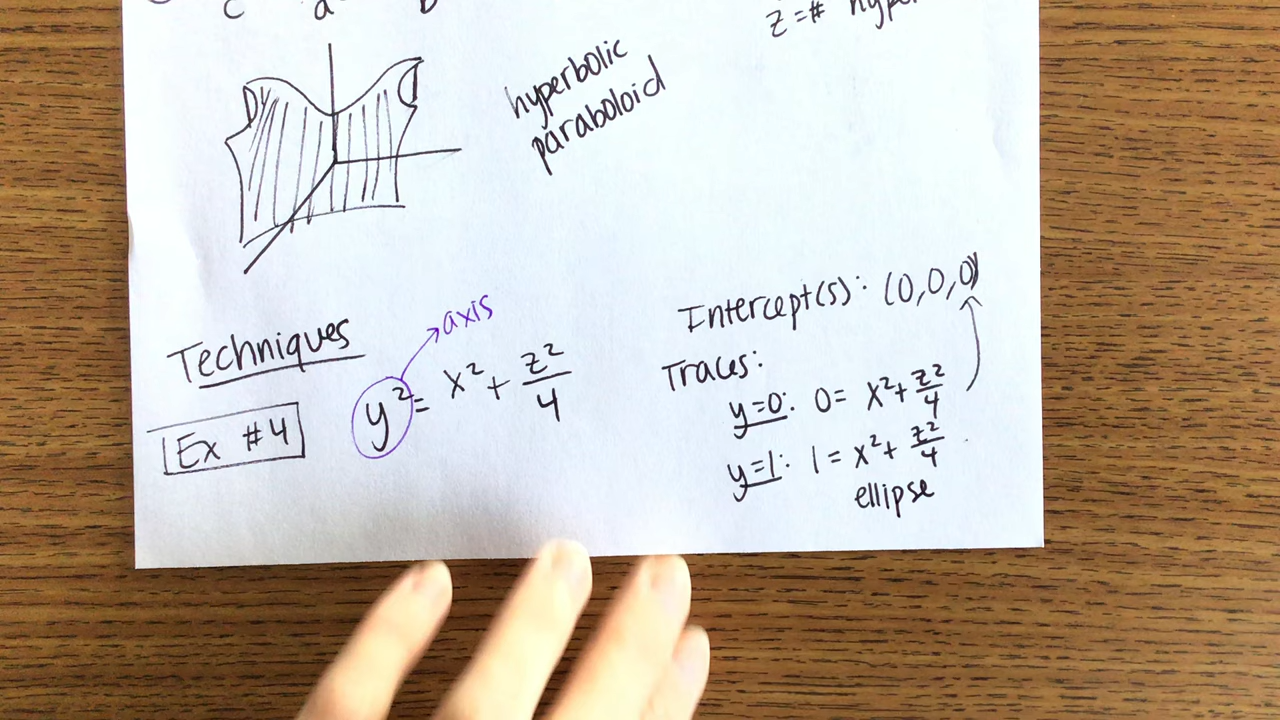 c a b
z=#
hyperbolic
paraboloid
axis
Techniques
Ex #4
y² = x² + z²/4
Intercept(s): (0,0,0)
Traces:
y=0: 0 = x² + z²/4
y=1: 1 = x² + z²/4
ellipse